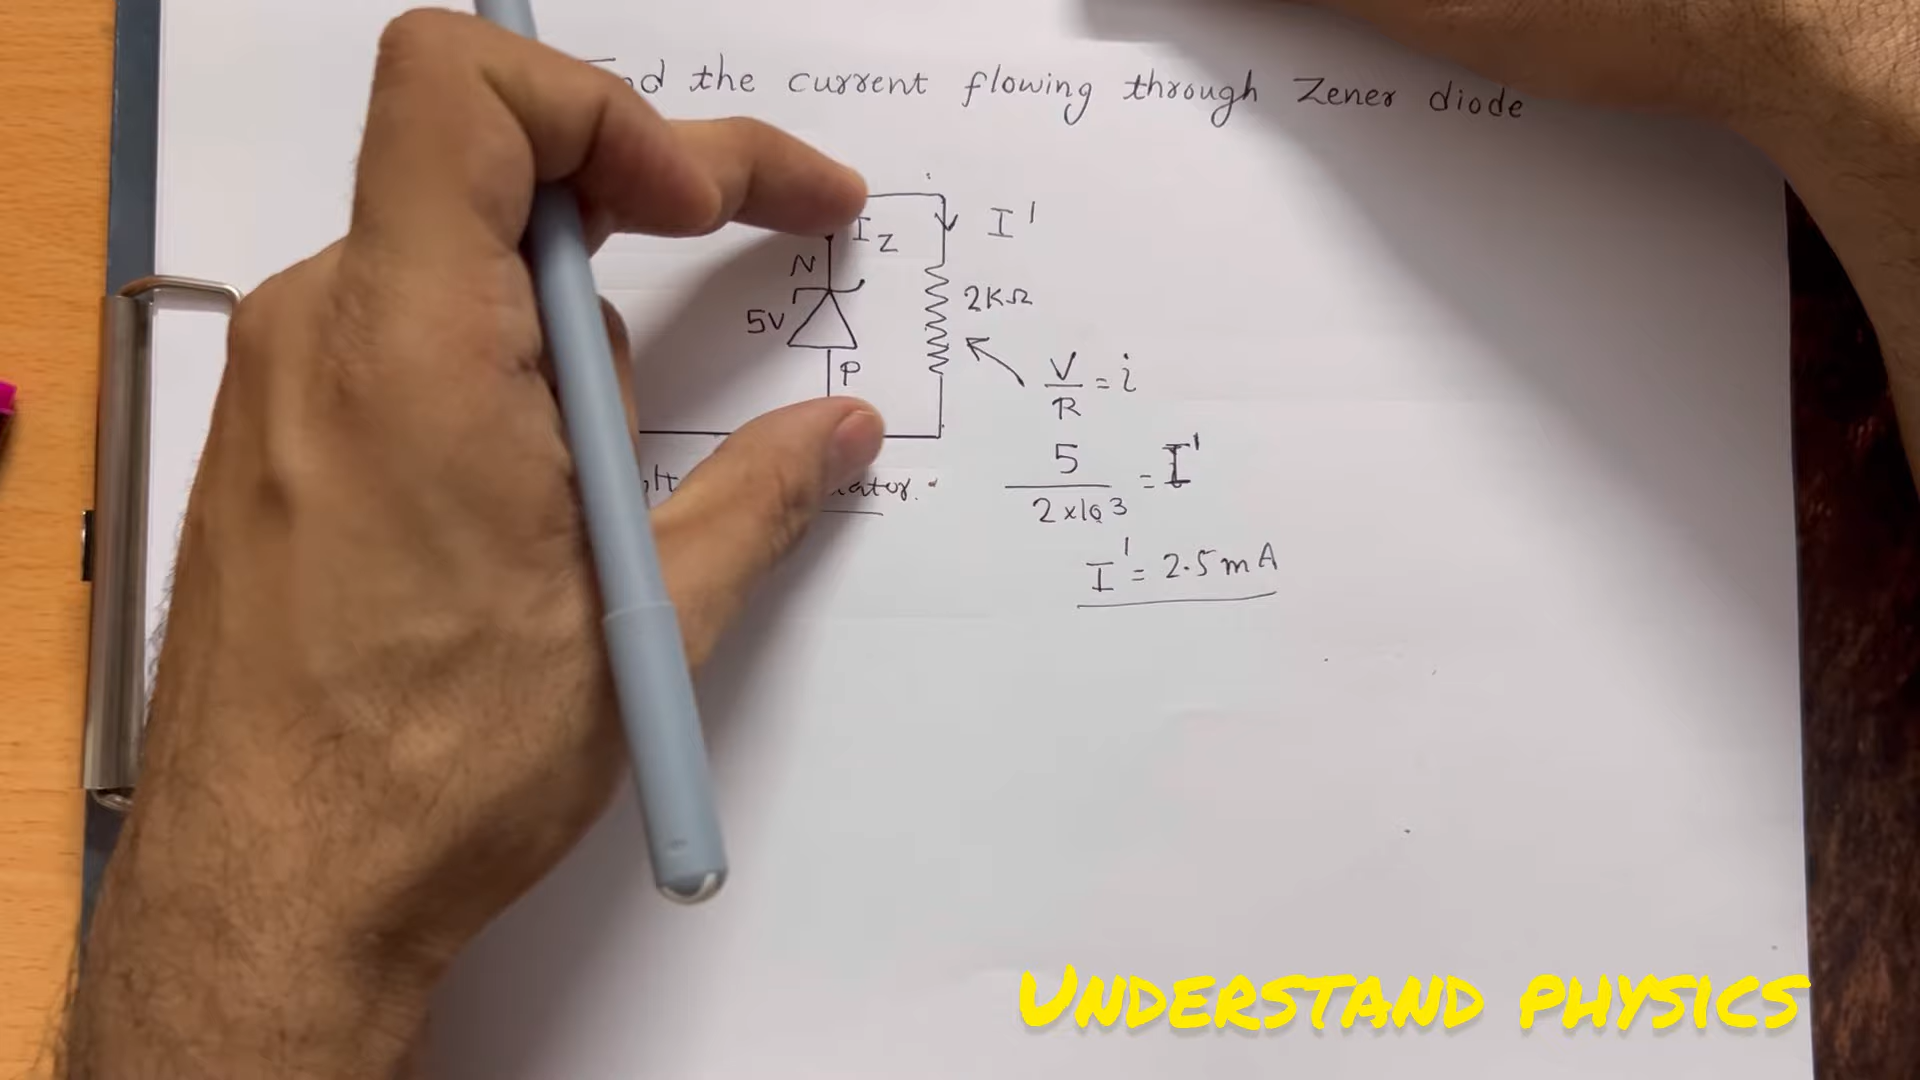 the current flowing through Zener diode
I'
IZ
N
2KΩ
5V
P
V/R = i
5/2×10³ = I'
I' = 2.5mA
UNDERSTAND PHYSICS